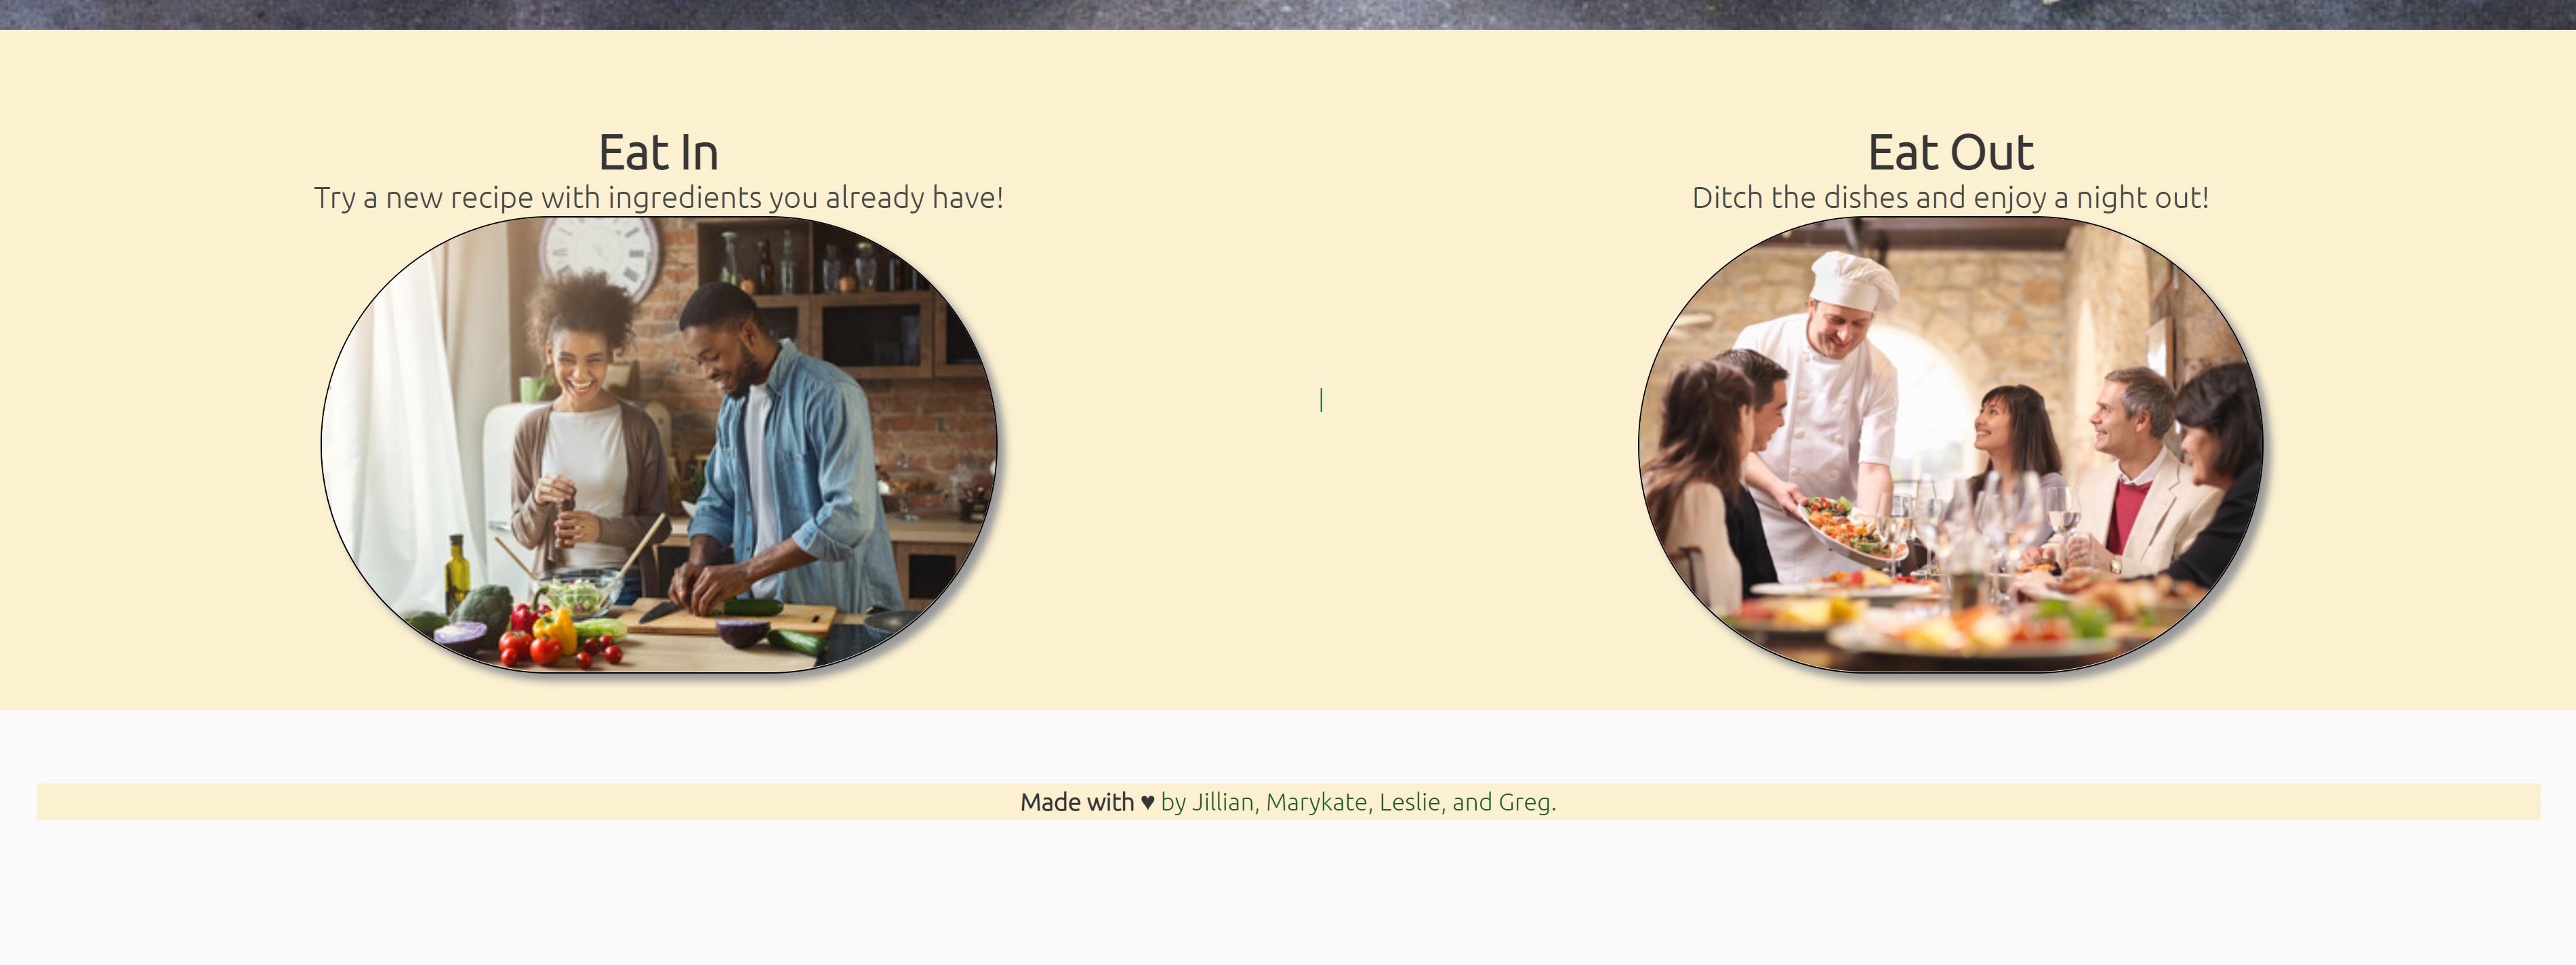 Eat In
Try a new recipe with ingredients you already have!
Eat Out
Ditch the dishes and enjoy a night out!
|
Made with ♥ by Jillian, Marykate, Leslie, and Greg.